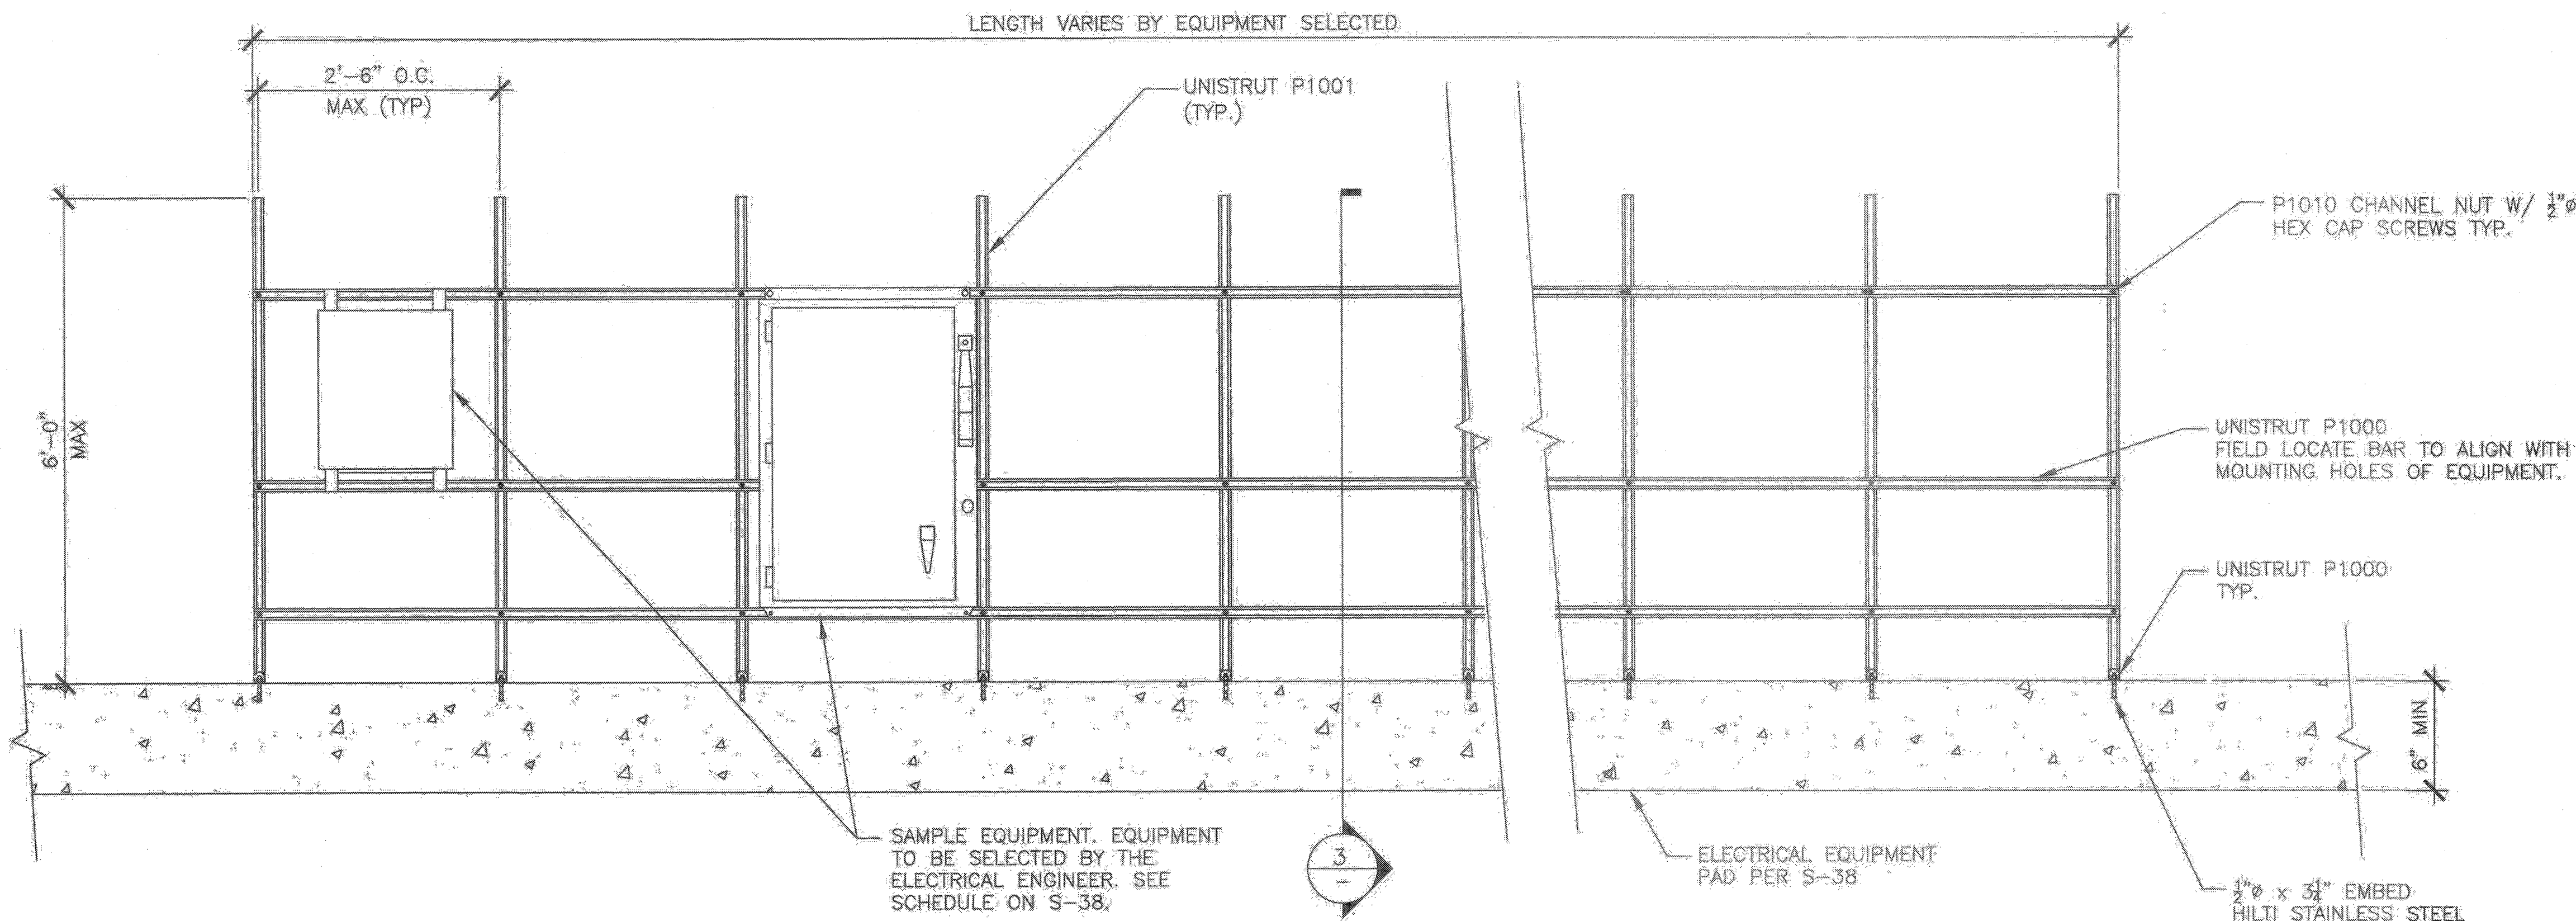 LENGTH VARIES BY EQUIPMENT SELECTED
2'-6" O.C.
MAX (TYP)
UNISTRUT P1001
(TYP.)
P1010 CHANNEL NUT W/ ½"ø
HEX CAP SCREWS TYP.
6'-0"
MAX
UNISTRUT P1000
FIELD LOCATE BAR TO ALIGN WITH
MOUNTING HOLES OF EQUIPMENT.
UNISTRUT P1000
TYP.
6" MIN
SAMPLE EQUIPMENT. EQUIPMENT
TO BE SELECTED BY THE
ELECTRICAL ENGINEER. SEE
SCHEDULE ON S-38.
3
-
ELECTRICAL EQUIPMENT
PAD PER S-38
½"ø x 3¼" EMBED
HILTI STAINLESS STEEL